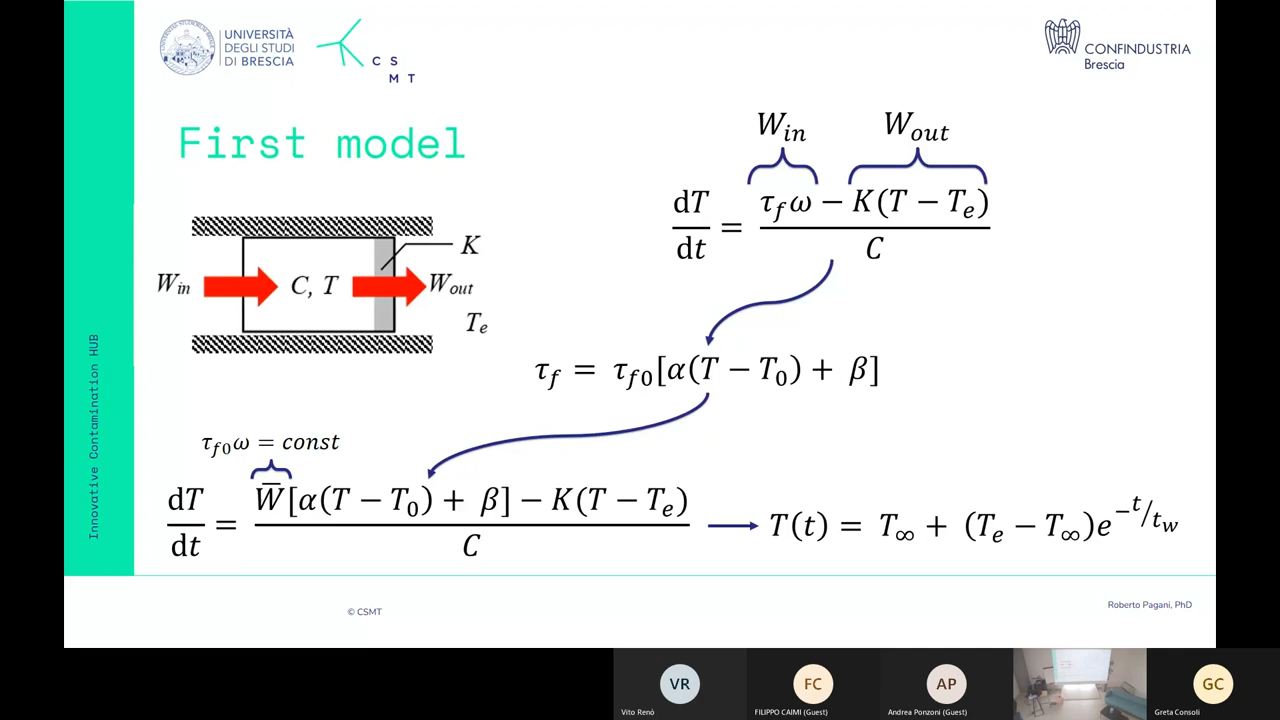 UNIVERSITÀ
DEGLI STUDI
DI BRESCIA
C S
M T
CONFINDUSTRIA
Brescia
First model
W_in
W_out
dT/dt = (τ_f ω − K(T − T_e)) / C
K
W_in
C, T
W_out
T_e
τ_f = τ_f0[α(T − T_0) + β]
τ_f0 ω = const
dT/dt = (W̅[α(T − T_0) + β] − K(T − T_e)) / C
T(t) = T_∞ + (T_e − T_∞)e^(−t/t_w)
Innovative Contamination HUB
© CSMT
Roberto Pagani, PhD
VR
FC
AP
GC
Vito Renò
FILIPPO CAIMI (Guest)
Andrea Ponzoni (Guest)
Greta Consoli